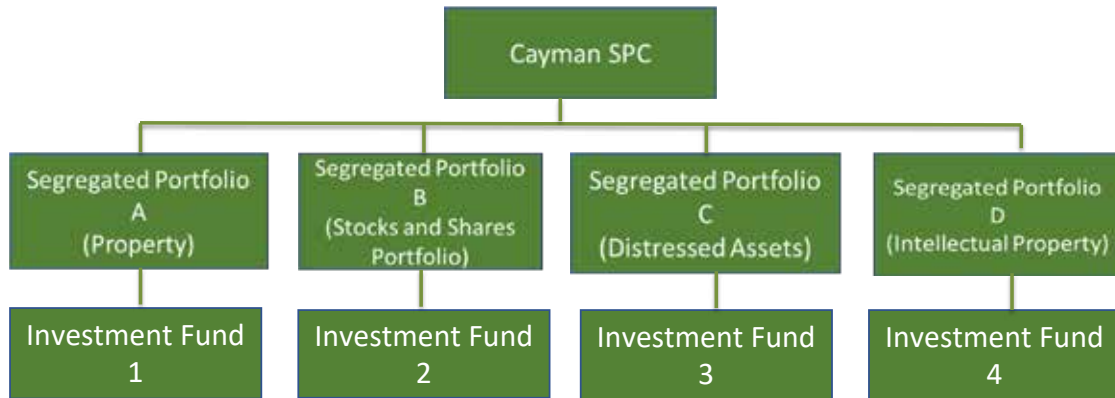 Cayman SPC
Segregated Portfolio
A
(Property)
Segregated Portfolio
B
(Stocks and Shares
Portfolio)
Segregated Portfolio
C
(Distressed Assets)
Segregated Portfolio
D
(Intellectual Property)
Investment Fund
1
Investment Fund
2
Investment Fund
3
Investment Fund
4